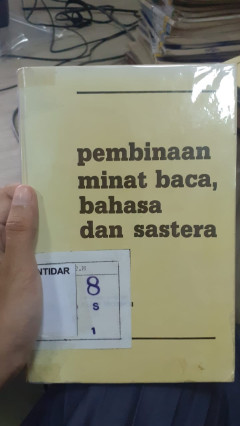 pembinaan
minat baca,
bahasa
dan sastera
NTIDAR
8
S
1